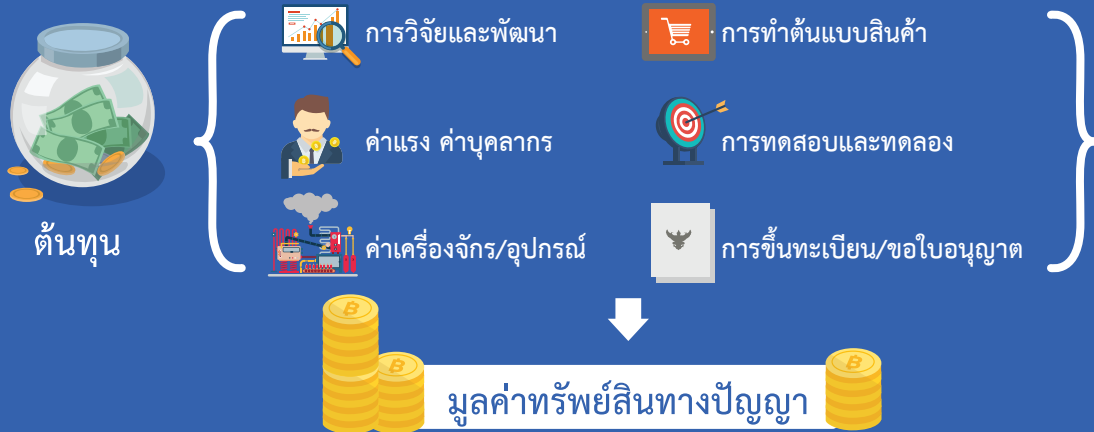 ต้นทุน
การวิจัยและพัฒนา
ค่าแรง ค่าบุคลากร
ค่าเครื่องจักร/อุปกรณ์
การทำต้นแบบสินค้า
การทดสอบและทดลอง
การขึ้นทะเบียน/ขอใบอนุญาต
มูลค่าทรัพย์สินทางปัญญา